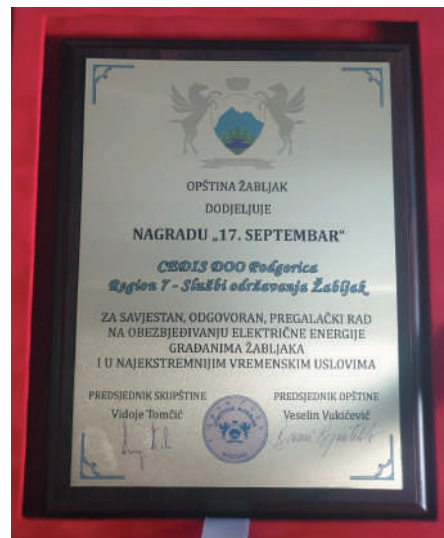 OPŠTINA ŽABLJAK
DODJELJUJE
NAGRADU „17. SEPTEMBAR“
CEDIS DOO Podgorica
Region 7 - Službi održavanja Žabljak
ZA SAVJESTAN, ODGOVORAN, PREGALAČKI RAD
NA OBEZBJEĐIVANJU ELEKTRIČNE ENERGIJE
GRAĐANIMA ŽABLJAKA
I U NAJEKSTREMNIJIM VREMENSKIM USLOVIMA
PREDSJEDNIK SKUPŠTINE
Vidoje Tomčić
PREDSJEDNIK OPŠTINE
Veselin Vukićević